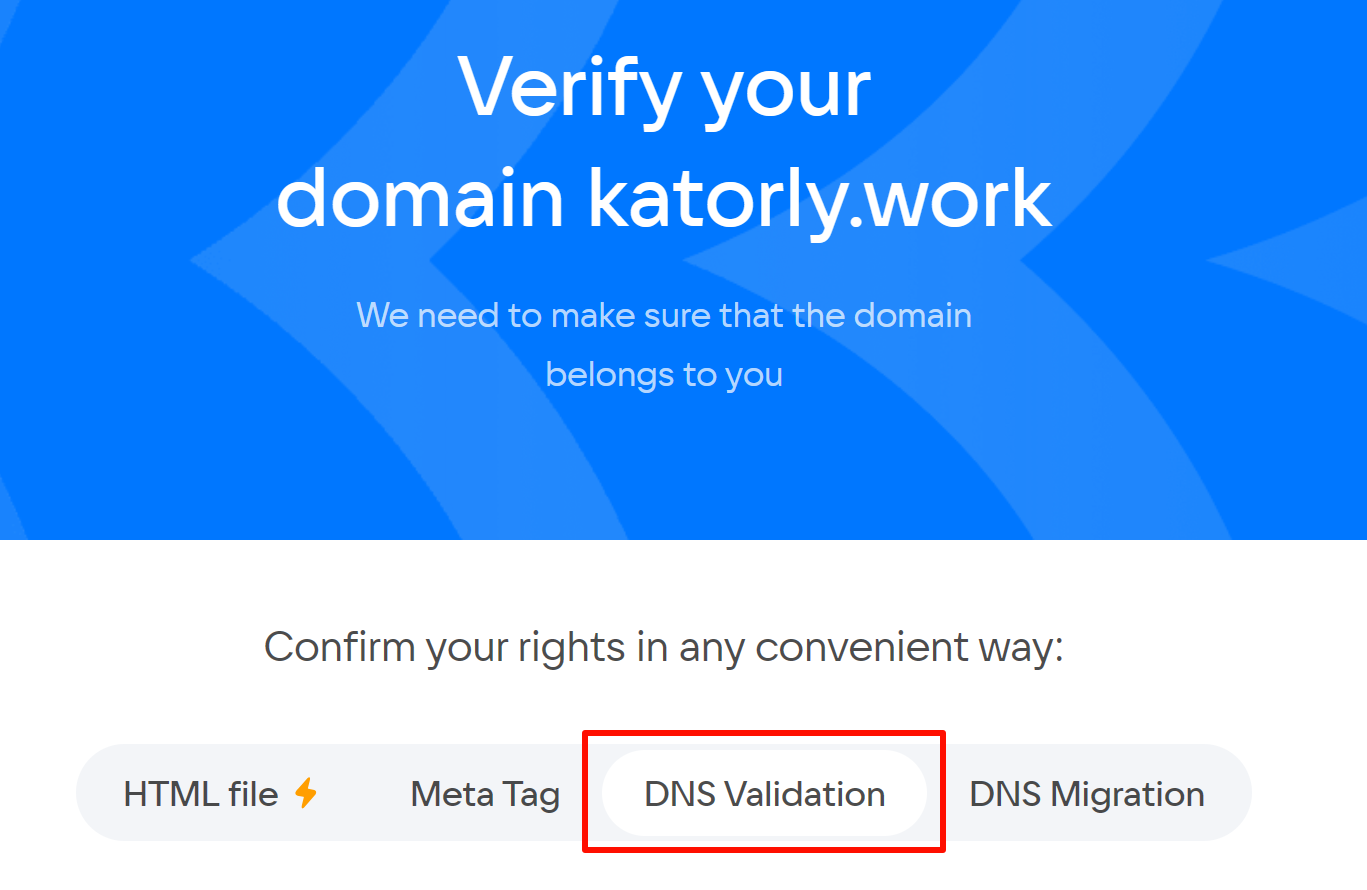 Verify your
domain katorly.work
We need to make sure that the domain
belongs to you
Confirm your rights in any convenient way:
HTML file
Meta Tag
DNS Validation
DNS Migration